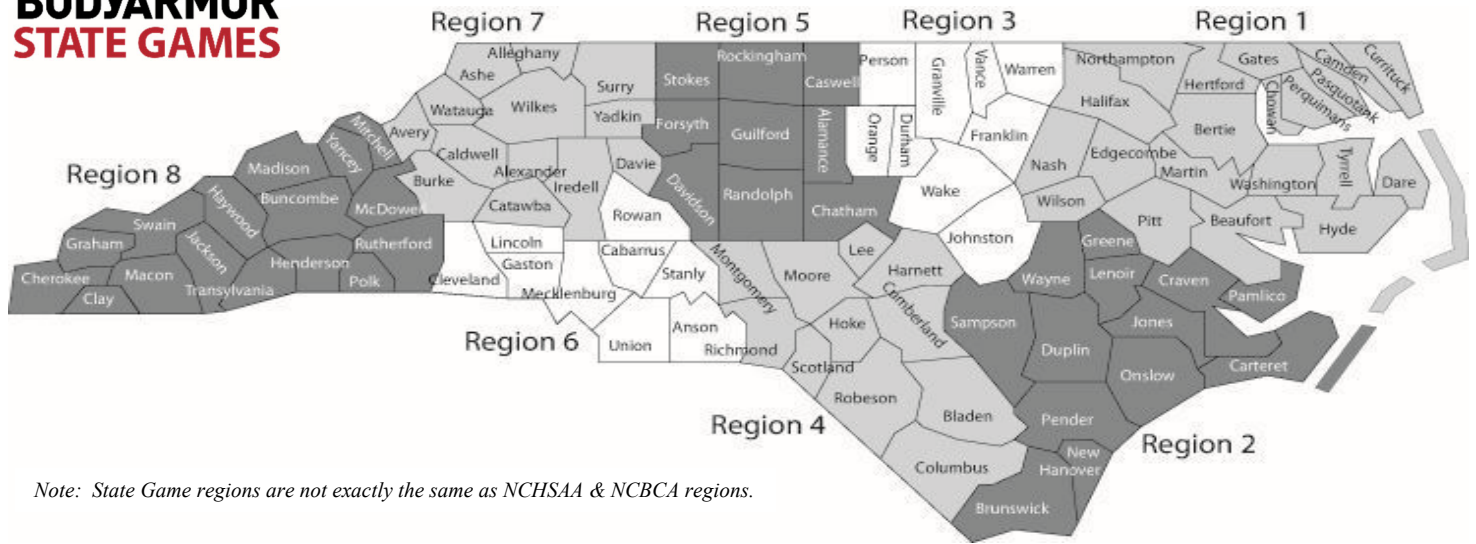 BODYARMOR
STATE GAMES
Region 7
Region 5
Region 3
Region 1
Region 8
Region 6
Region 4
Region 2
Alleghany
Ashe
Surry
Stokes
Rockingham
Caswell
Person
Granville
Vance
Warren
Northampton
Gates
Camden
Currituck
Hertford
Pasquotank
Perquimans
Chowan
Watauga
Wilkes
Yadkin
Forsyth
Guilford
Alamance
Orange
Durham
Franklin
Halifax
Bertie
Mitchell
Avery
Yancey
Madison
Caldwell
Alexander
Iredell
Davie
Davidson
Randolph
Chatham
Wake
Nash
Edgecombe
Martin
Washington
Tyrrell
Dare
Burke
Catawba
Rowan
Wilson
Pitt
Beaufort
Hyde
Buncombe
McDowell
Haywood
Swain
Graham
Cherokee
Macon
Clay
Jackson
Transylvania
Henderson
Polk
Rutherford
Cleveland
Lincoln
Gaston
Mecklenburg
Cabarrus
Stanly
Union
Anson
Richmond
Montgomery
Moore
Lee
Harnett
Johnston
Greene
Wayne
Lenoir
Craven
Pamlico
Hoke
Cumberland
Sampson
Duplin
Jones
Onslow
Carteret
Scotland
Robeson
Bladen
Pender
Columbus
New
Hanover
Brunswick
Note: State Game regions are not exactly the same as NCHSAA & NCBCA regions.